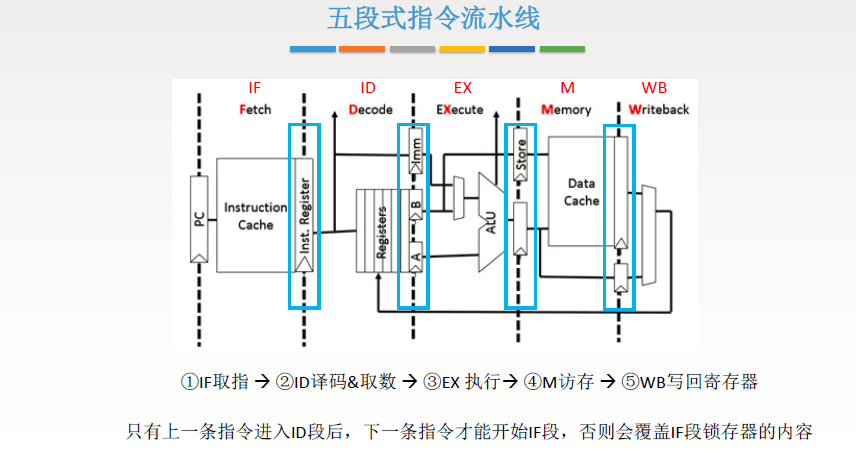 五段式指令流水线
IF ID EX M WB
Fetch Decode EXecute Memory Writeback
PC
Instruction
Cache
Inst. Register
Registers
Imm
B
A
ALU
Store
Data
Cache
①IF取指 → ②ID译码&取数 → ③EX 执行→ ④M访存 → ⑤WB写回寄存器
只有上一条指令进入ID段后，下一条指令才能开始IF段，否则会覆盖IF段锁存器的内容